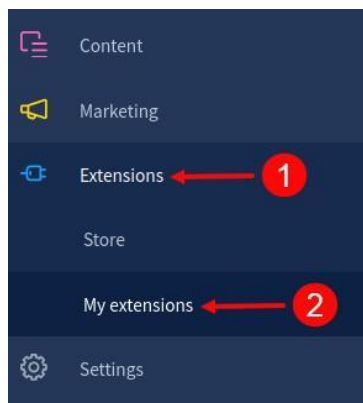 Content
Marketing
Extensions 1
Store
My extensions 2
Settings